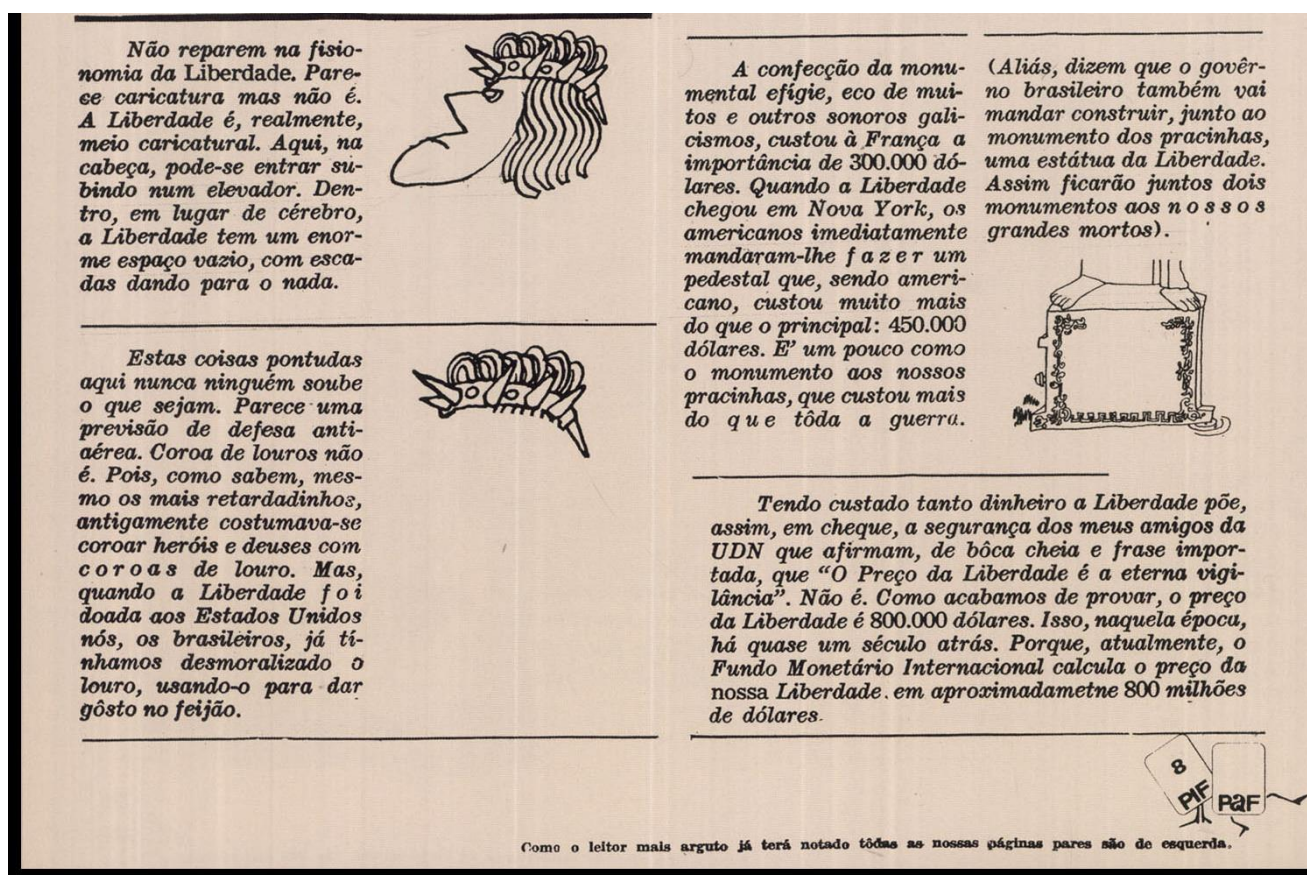 Não reparem na fisio-
nomia da Liberdade. Pare-
ce caricatura mas não é.
A Liberdade é, realmente,
meio caricatural. Aqui, na
cabeça, pode-se entrar su-
bindo num elevador. Den-
tro, em lugar de cérebro,
a Liberdade tem um enor-
me espaço vazio, com esca-
das dando para o nada.
Estas coisas pontudas
aqui nunca ninguém soube
o que sejam. Parece uma
previsão de defesa anti-
aérea. Coroa de louros não
é. Pois, como sabem, mes-
mo os mais retardadinhos,
antigamente costumava-se
coroar heróis e deuses com
coroas de louro. Mas,
quando a Liberdade foi
doada aos Estados Unidos
nós, os brasileiros, já tí-
nhamos desmoralizado o
louro, usando-o para dar
gôsto no feijão.
A confecção da monu-
mental efígie, eco de mui-
tos e outros sonoros gali-
cismos, custou à França a
importância de 300.000 dó-
lares. Quando a Liberdade
chegou em Nova York, os
americanos imediatamente
mandaram-lhe fazer um
pedestal que, sendo ameri-
cano, custou muito mais
do que o principal: 450.000
dólares. E' um pouco como
o monumento aos nossos
pracinhas, que custou mais
do que tôda a guerra.
(Aliás, dizem que o govêr-
no brasileiro também vai
mandar construir, junto ao
monumento dos pracinhas,
uma estátua da Liberdade.
Assim ficarão juntos dois
monumentos aos nossos
grandes mortos).
Tendo custado tanto dinheiro a Liberdade põe,
assim, em cheque, a segurança dos meus amigos da
UDN que afirmam, de bôca cheia e frase impor-
tada, que "O Preço da Liberdade é a eterna vigi-
lância". Não é. Como acabamos de provar, o preço
da Liberdade é 800.000 dólares. Isso, naquela época,
há quase um século atrás. Porque, atualmente, o
Fundo Monetário Internacional calcula o preço da
nossa Liberdade. em aproximadametne 800 milhões
de dólares.
8
PIF PaF
Como o leitor mais arguto já terá notado tôdas as nossas páginas pares são de esquerda.